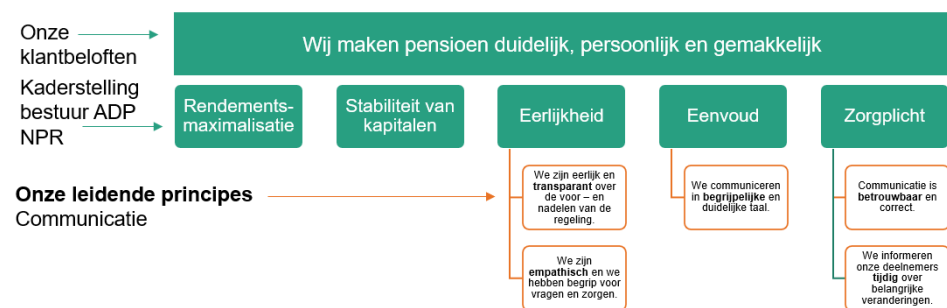 Onze
klantbeloften
Wij maken pensioen duidelijk, persoonlijk en gemakkelijk
Kaderstelling
bestuur ADP
NPR
Rendements-
maximalisatie
Stabiliteit van
kapitalen
Eerlijkheid
Eenvoud
Zorgplicht
Onze leidende principes
Communicatie
We zijn eerlijk en
transparant over
de voor – en
nadelen van de
regeling.
We communiceren
in begrijpelijke en
duidelijke taal.
Communicatie is
betrouwbaar en
correct.
We zijn
empathisch en we
hebben begrip voor
vragen en zorgen.
We informeren
onze deelnemers
tijdig over
belangrijke
veranderingen.